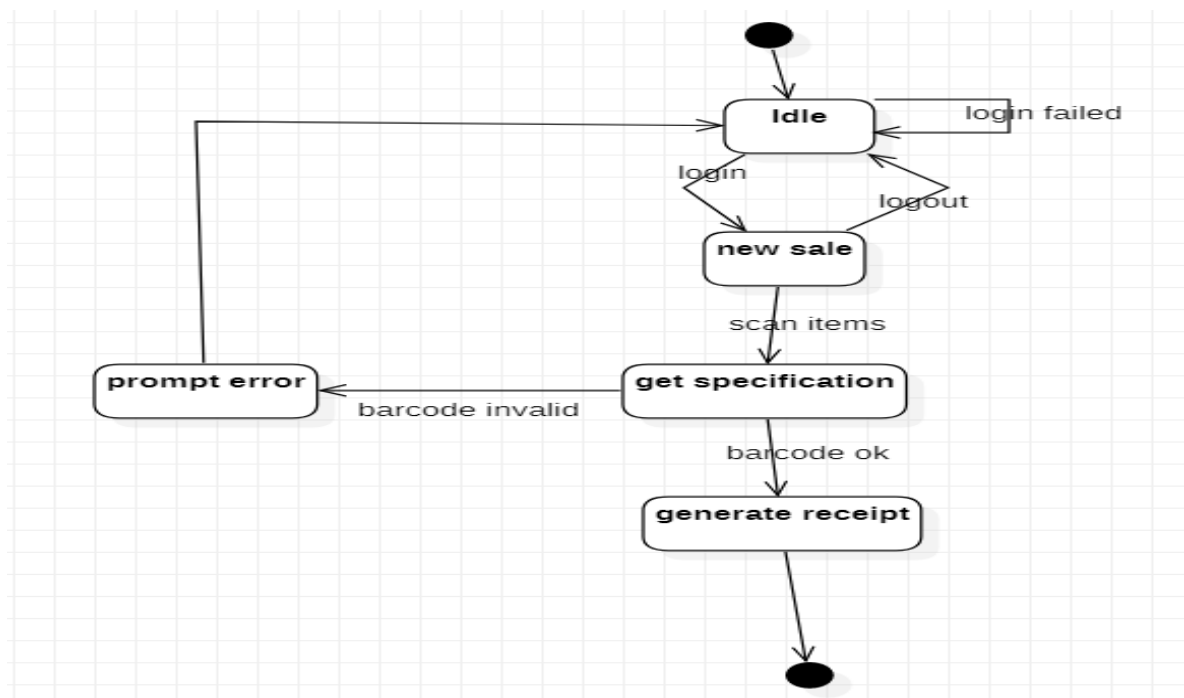 Idle
login failed
login
logout
new sale
scan items
prompt error
get specification
barcode invalid
barcode ok
generate receipt